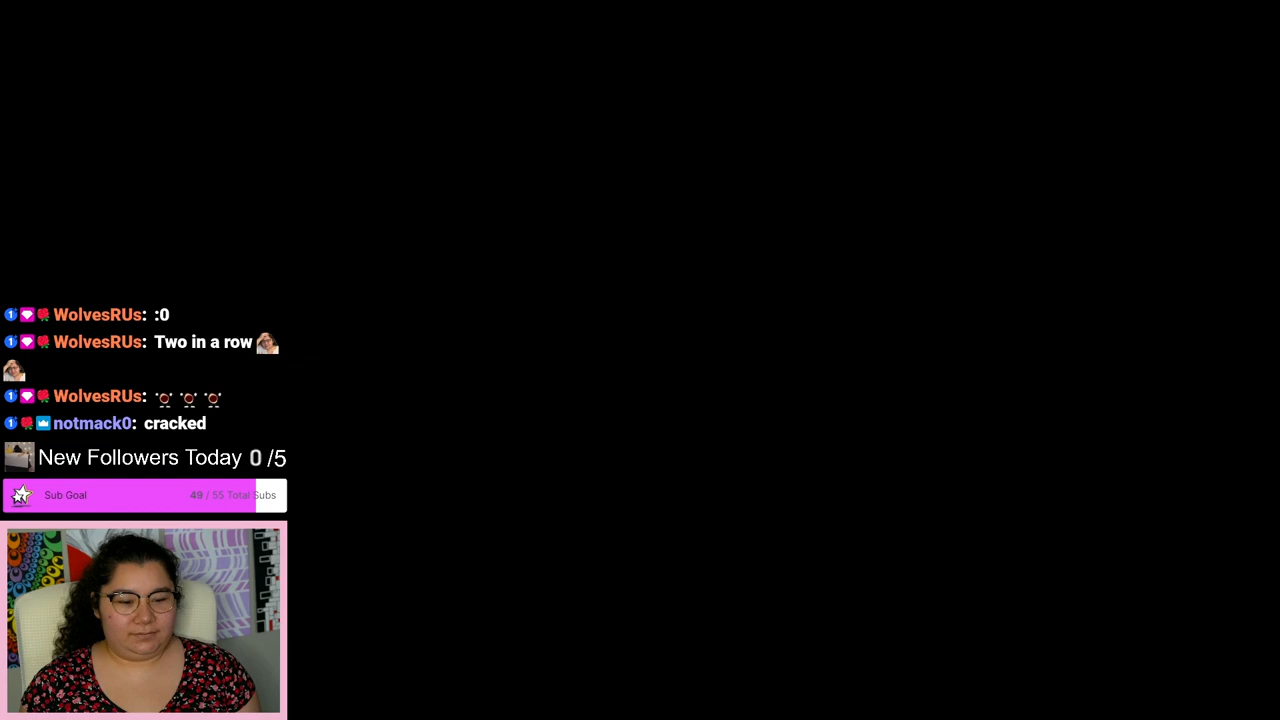 WolvesRUs: :0
WolvesRUs: Two in a row
WolvesRUs:
notmack0: cracked
New Followers Today 0 /5
Sub Goal 49 / 55 Total Subs